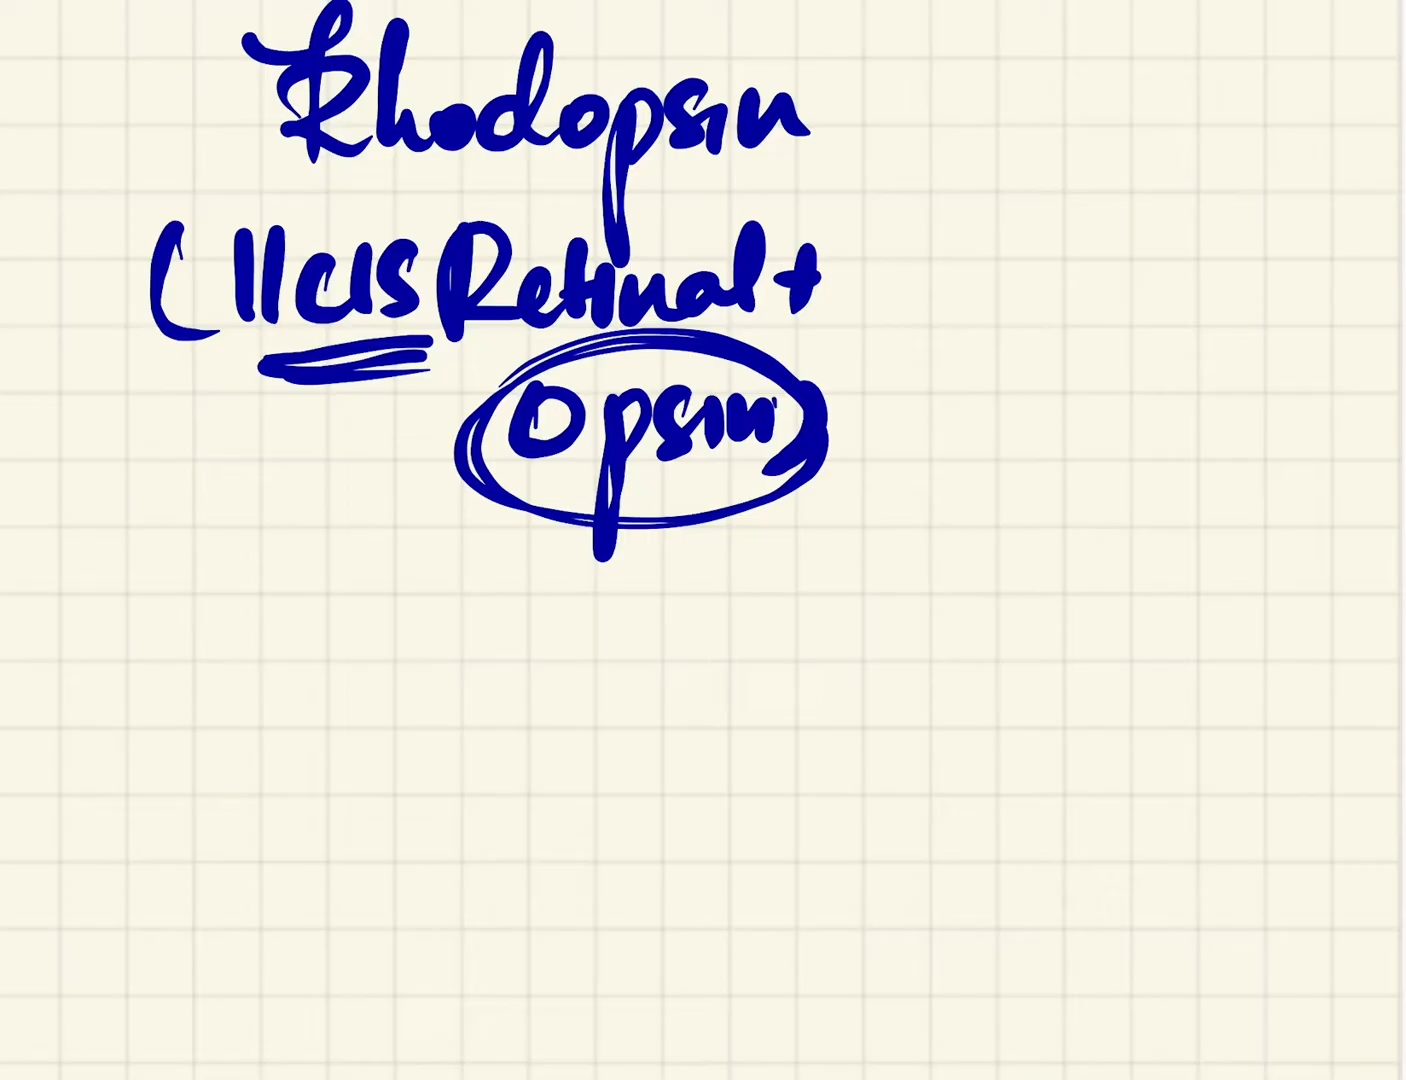 Rhodopsin
(11cis Retinal +
Opsin)